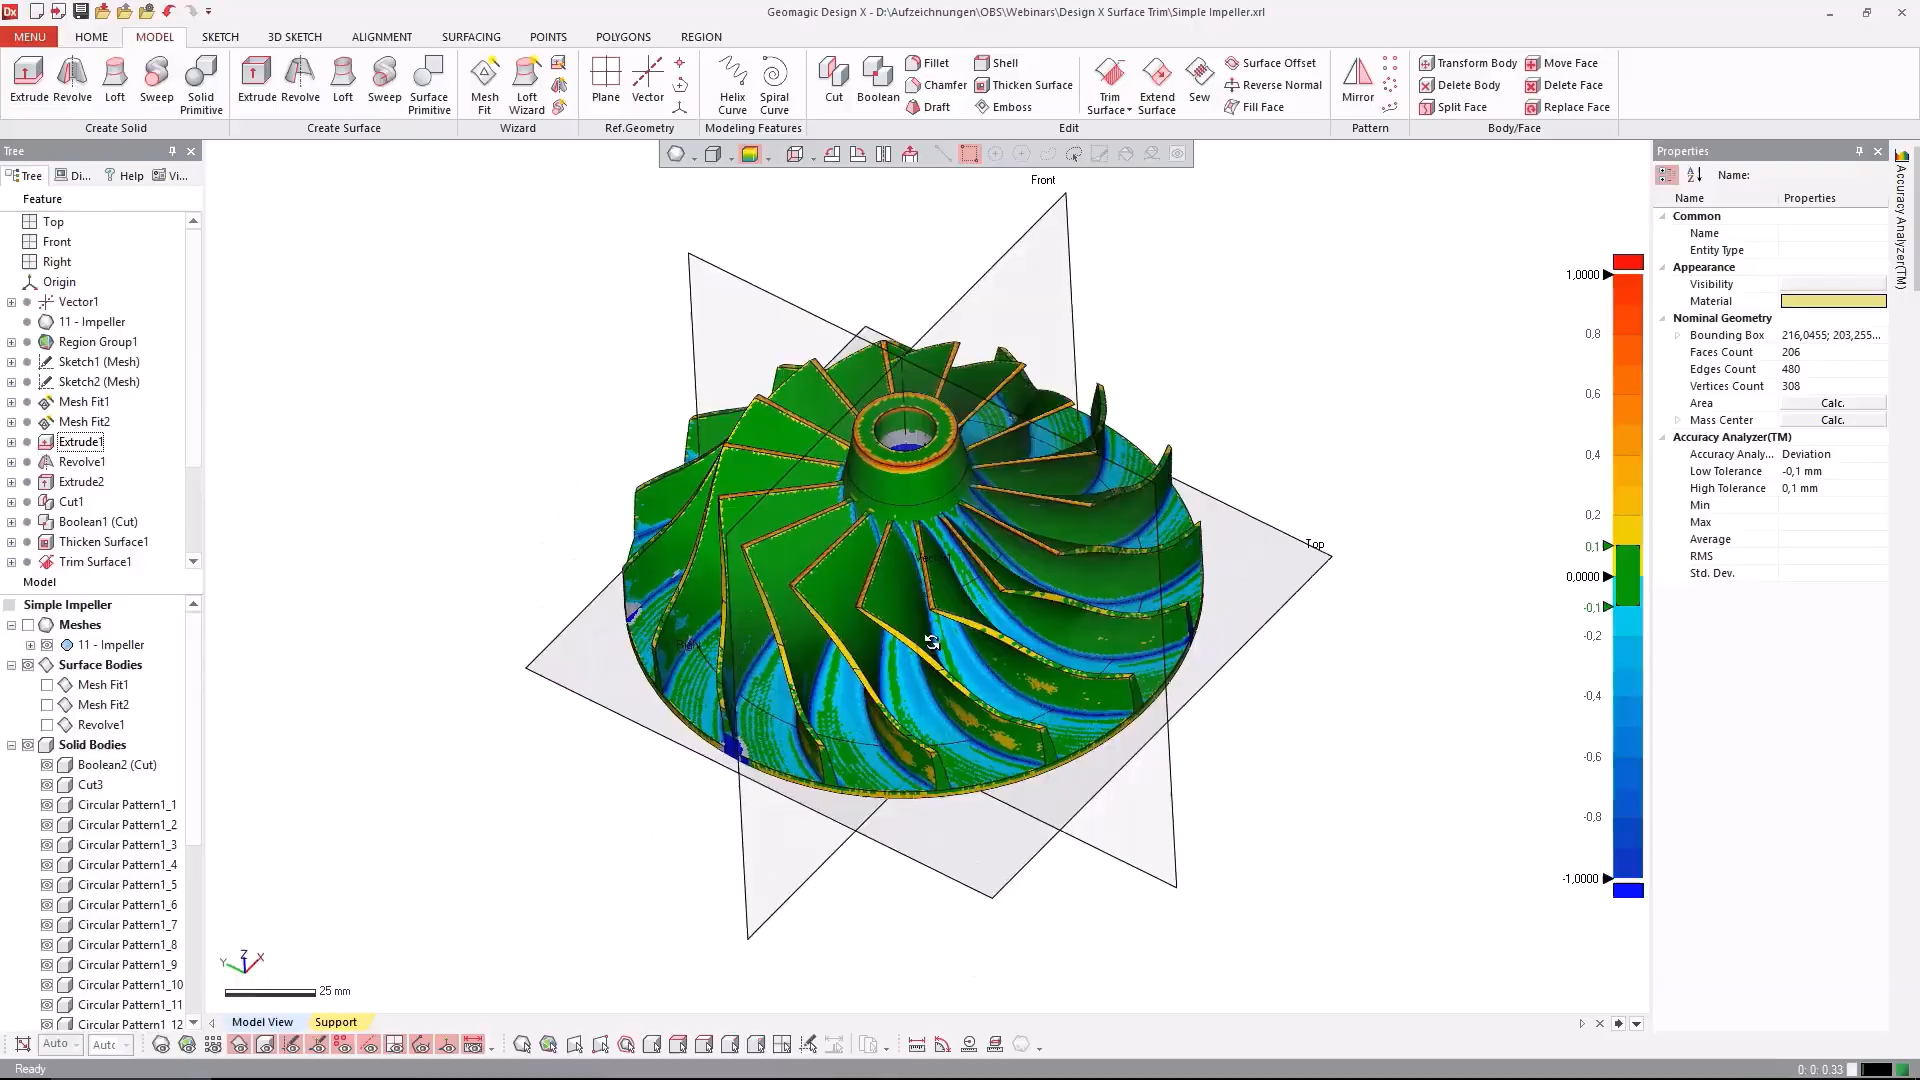 Geomagic Design X - D:\Aufzeichnungen\OBS\Webinars\Design X Surface Trim\Simple Impeller.xrl
MENU HOME MODEL SKETCH 3D SKETCH ALIGNMENT SURFACING POINTS POLYGONS REGION
Extrude Revolve Loft Sweep Solid Primitive
Create Solid
Extrude Revolve Loft Sweep Surface Primitive
Create Surface
Mesh Fit Loft Wizard
Wizard
Plane Vector
Ref.Geometry
Helix Curve Spiral Curve
Modeling Features
Cut Boolean
Fillet Shell
Chamfer Thicken Surface
Draft Emboss
Trim Surface Extend Surface Sew
Surface Offset
Reverse Normal
Fill Face
Edit
Mirror
Pattern
Transform Body Move Face
Delete Body Delete Face
Split Face Replace Face
Body/Face
Tree
Tree Di... Help Vi...
Feature
Top
Front
Right
Origin
Vector1
11 - Impeller
Region Group1
Sketch1 (Mesh)
Sketch2 (Mesh)
Mesh Fit1
Mesh Fit2
Extrude1
Revolve1
Extrude2
Cut1
Boolean1 (Cut)
Thicken Surface1
Trim Surface1
Model
Simple Impeller
Meshes
11 - Impeller
Surface Bodies
Mesh Fit1
Mesh Fit2
Revolve1
Solid Bodies
Boolean2 (Cut)
Cut3
Circular Pattern1_1
Circular Pattern1_2
Circular Pattern1_3
Circular Pattern1_4
Circular Pattern1_5
Circular Pattern1_6
Circular Pattern1_7
Circular Pattern1_8
Circular Pattern1_9
Circular Pattern1_10
Circular Pattern1_11
Circular Pattern1_12
Front
Top
Right
Z
Y
X
25 mm
1,0000
0,8
0,6
0,4
0,2
0,1
0,0000
-0,1
-0,2
-0,4
-0,6
-0,8
-1,0000
Properties
Name:
Name Properties
Common
Name
Entity Type
Appearance
Visibility
Material
Nominal Geometry
Bounding Box 216,0455; 203,255...
Faces Count 206
Edges Count 480
Vertices Count 308
Area Calc.
Mass Center Calc.
Accuracy Analyzer(TM)
Accuracy Analy... Deviation
Low Tolerance -0,1 mm
High Tolerance 0,1 mm
Min
Max
Average
RMS
Std. Dev.
Accuracy Analyzer(TM)
Model View Support
Auto Aut
Ready
0: 0: 0.33